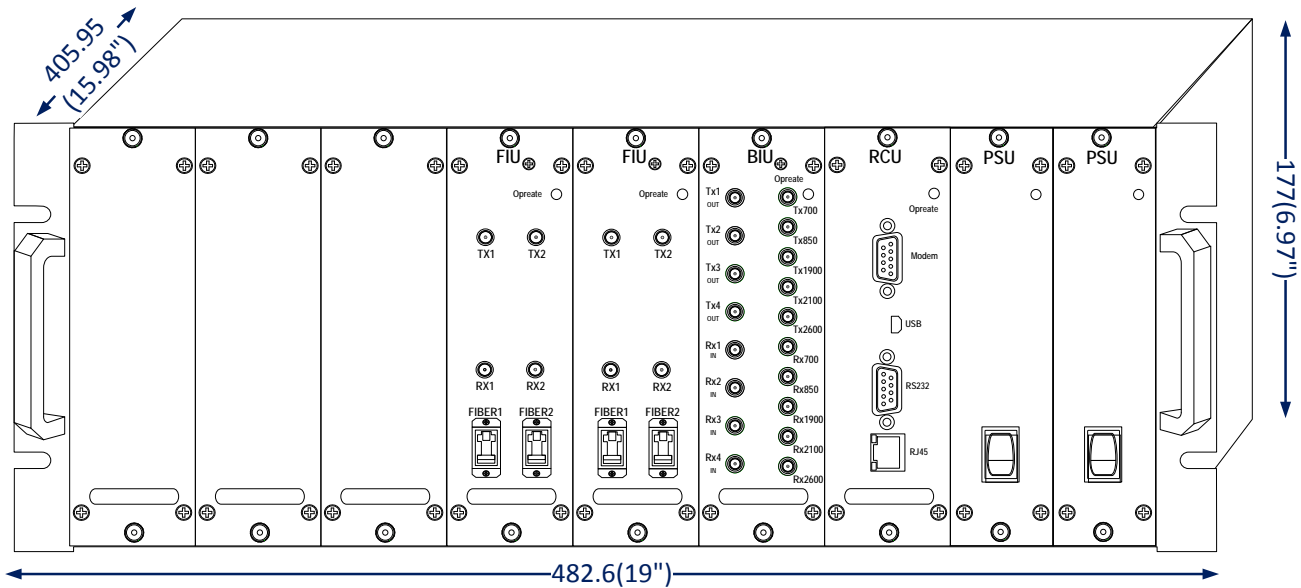 405.95
(15.98")
177(6.97")
482.6(19")
FIU
Opreate
TX1 TX2
RX1 RX2
FIBER1 FIBER2
FIU
Opreate
TX1 TX2
RX1 RX2
FIBER1 FIBER2
BIU
Opreate
Tx1
OUT
Tx2
OUT
Tx3
OUT
Tx4
OUT
Rx1
IN
Rx2
IN
Rx3
IN
Rx4
IN
Tx700
Tx850
Tx1900
Tx2100
Tx2600
Rx700
Rx850
Rx1900
Rx2100
Rx2600
RCU
Opreate
Modem
USB
RS232
RJ45
PSU
PSU